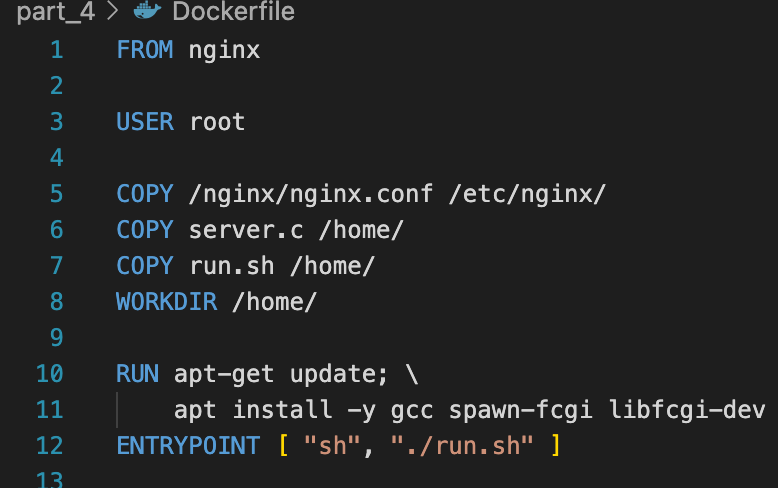 part_4 > Dockerfile
1 FROM nginx
2
3 USER root
4
5 COPY /nginx/nginx.conf /etc/nginx/
6 COPY server.c /home/
7 COPY run.sh /home/
8 WORKDIR /home/
9
10 RUN apt-get update; \
11 apt install -y gcc spawn-fcgi libfcgi-dev
12 ENTRYPOINT [ "sh", "./run.sh" ]
13